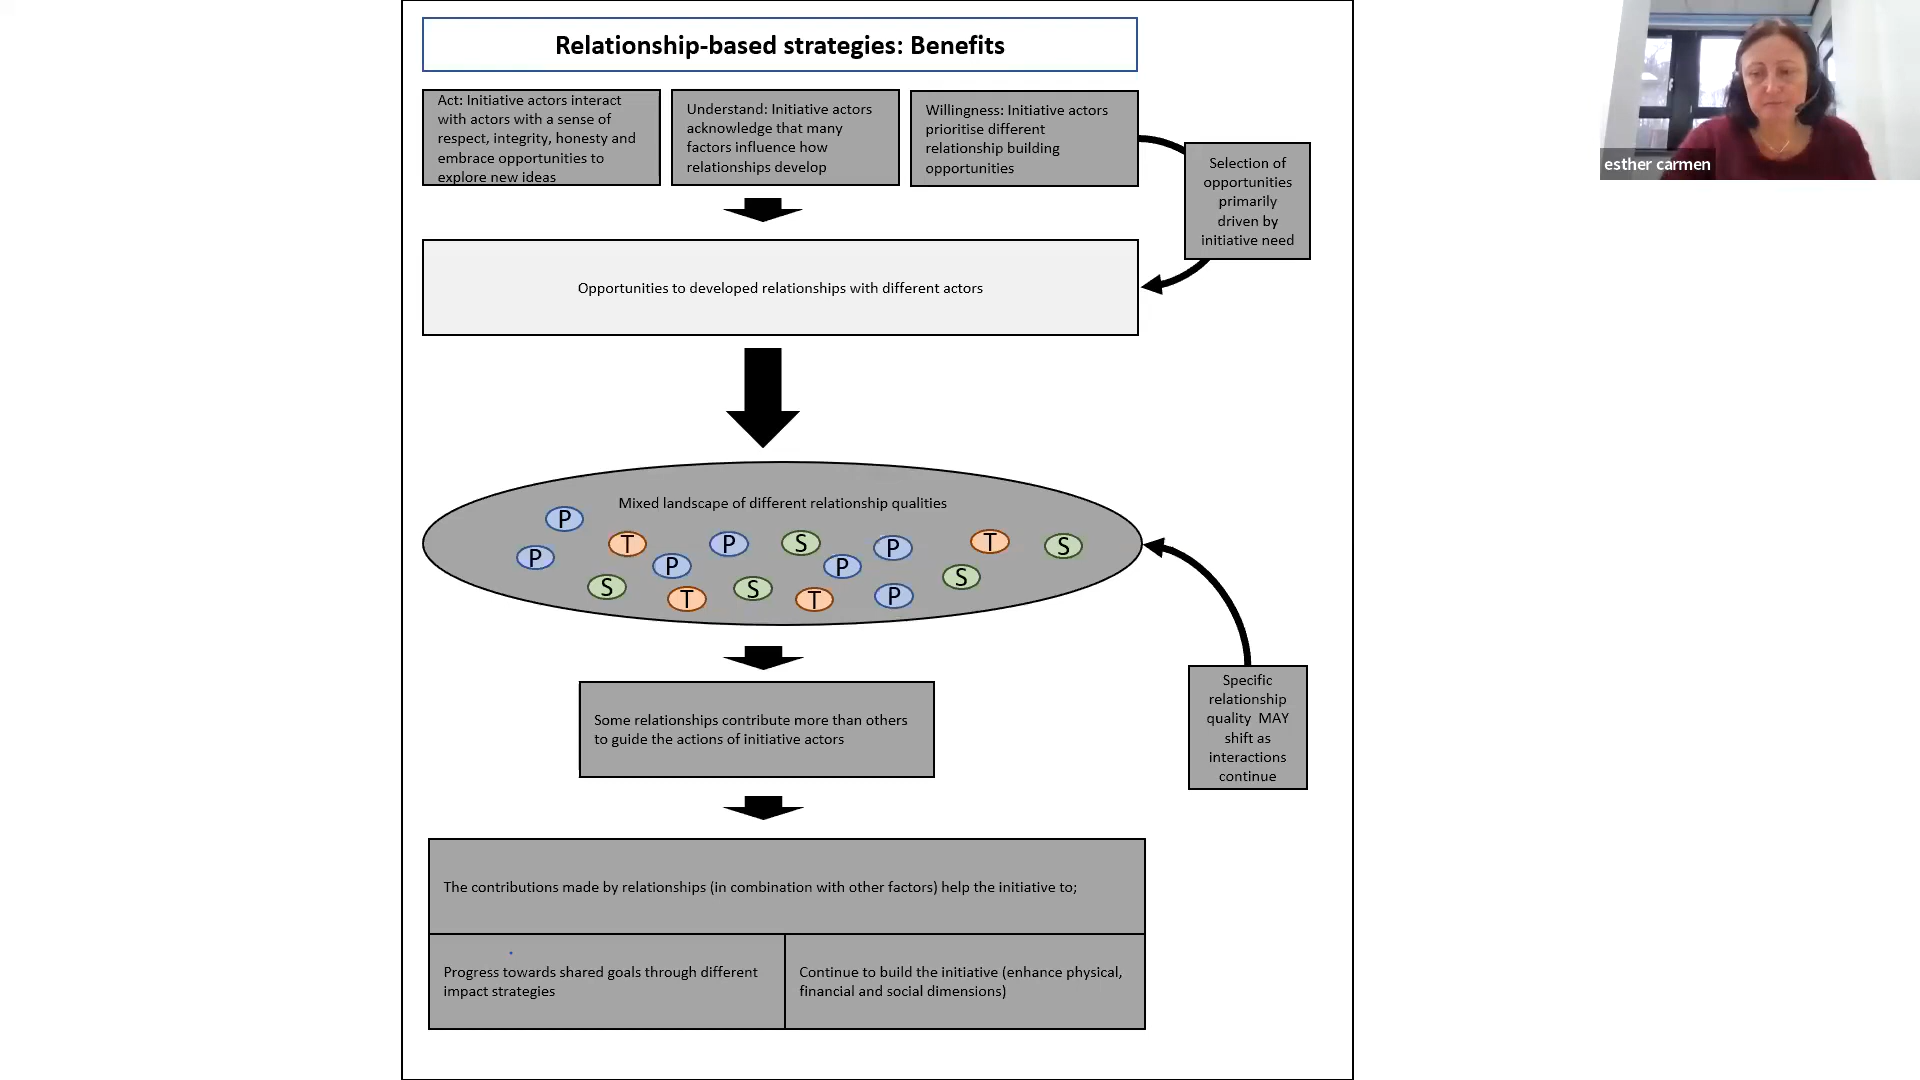 Relationship-based strategies: Benefits
Act: Initiative actors interact
with actors with a sense of
respect, integrity, honesty and
embrace opportunities to
explore new ideas
Understand: Initiative actors
acknowledge that many
factors influence how
relationships develop
Willingness: Initiative actors
prioritise different
relationship building
opportunities
Selection of
opportunities
primarily
driven by
initiative need
esther carmen
Opportunities to developed relationships with different actors
Mixed landscape of different relationship qualities
P
P
T
S
P
T
P
S
S
P
T
P
P
S
T
S
Some relationships contribute more than others
to guide the actions of initiative actors
Specific
relationship
quality MAY
shift as
interactions
continue
The contributions made by relationships (in combination with other factors) help the initiative to;
Progress towards shared goals through different
impact strategies
Continue to build the initiative (enhance physical,
financial and social dimensions)